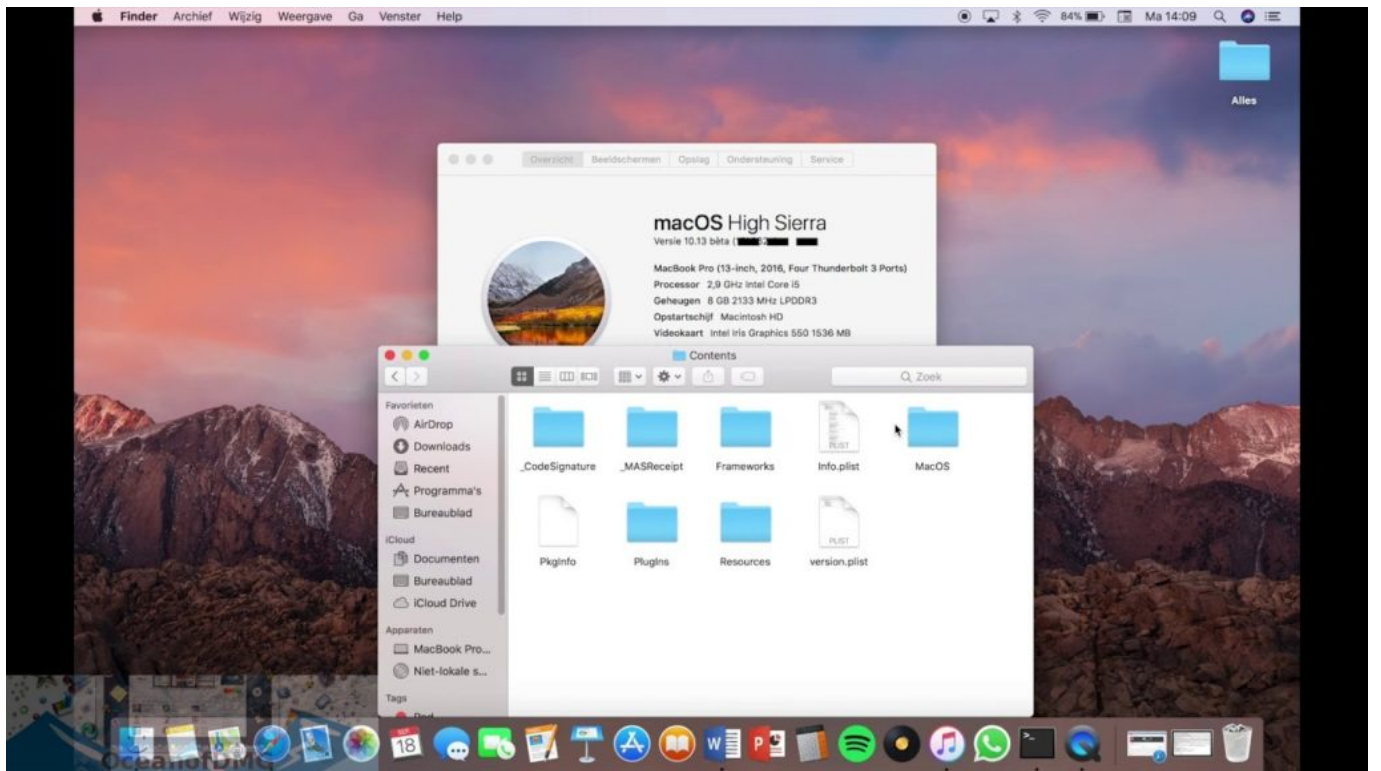 Finder Archief Wijzig Weergave Ga Venster Help 84% Ma 14:09
Alles
Overzicht Beeldschermen Opslag Ondersteuning Service
macOS High Sierra
Versie 10.13 bèta (
MacBook Pro (13-inch, 2016, Four Thunderbolt 3 Ports)
Processor 2,9 GHz Intel Core i5
Geheugen 8 GB 2133 MHz LPDDR3
Opstartschijf Macintosh HD
Videokaart Intel Iris Graphics 550 1536 MB
Contents
Zoek
Favorieten
AirDrop
Downloads
Recent
Programma's
Bureaublad
iCloud
Documenten
Bureaublad
iCloud Drive
Apparaten
MacBook Pro...
Niet-lokale s...
Tags
Rod
_CodeSignature _MASReceipt Frameworks Info.plist MacOS
PLIST
PkgInfo PlugIns Resources version.plist
PLIST
18
OceanofDMG